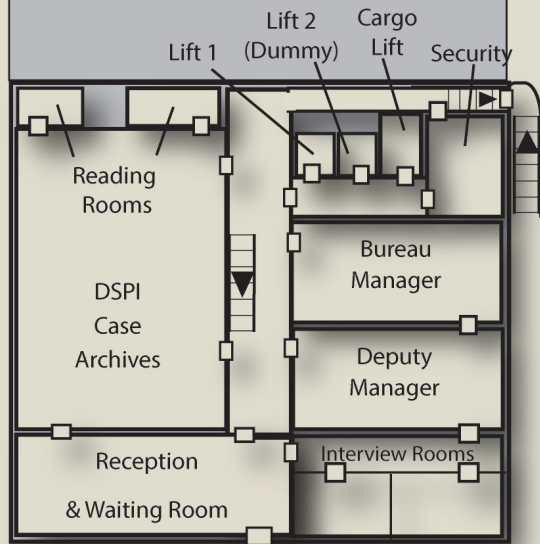 Lift 1
Lift 2
(Dummy)
Cargo
Lift
Security
Reading
Rooms
DSPI
Case
Archives
Bureau
Manager
Deputy
Manager
Reception
& Waiting Room
Interview Rooms